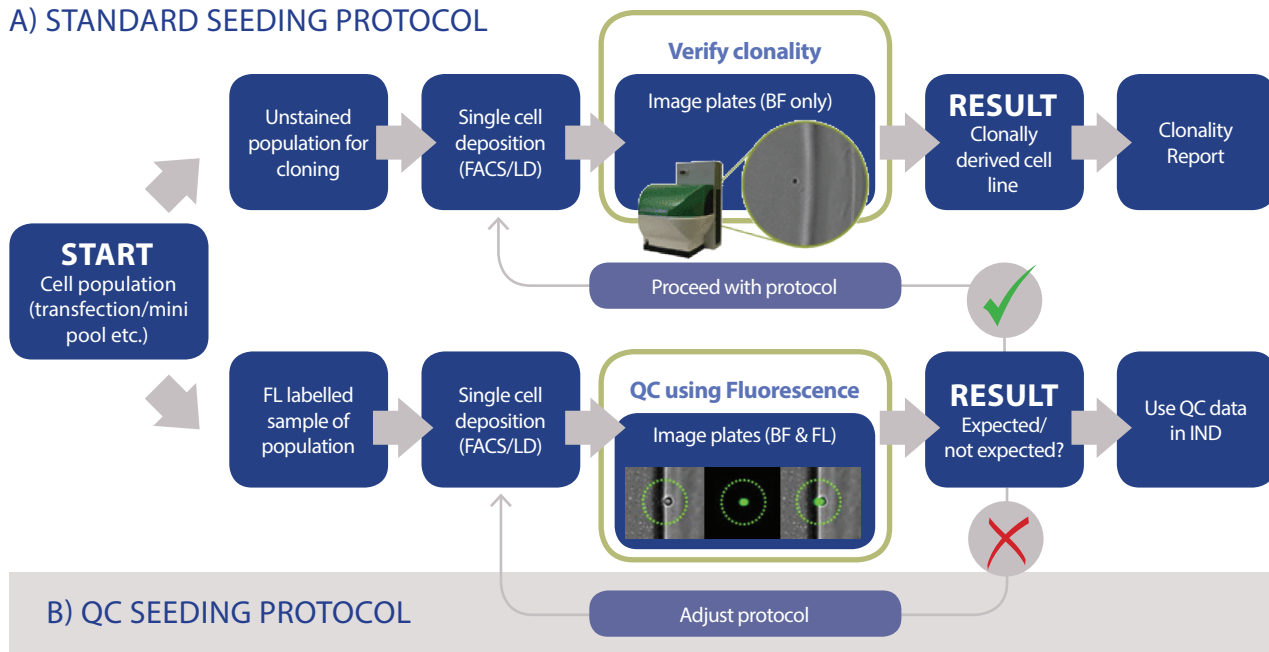 A) STANDARD SEEDING PROTOCOL
Unstained
population for
cloning
Single cell
deposition
(FACS/LD)
Verify clonality
Image plates (BF only)
RESULT
Clonally
derived cell
line
Clonality
Report
START
Cell population
(transfection/mini
pool etc.)
Proceed with protocol
FL labelled
sample of
population
Single cell
deposition
(FACS/LD)
QC using Fluorescence
Image plates (BF & FL)
RESULT
Expected/
not expected?
Use QC data
in IND
B) QC SEEDING PROTOCOL
Adjust protocol